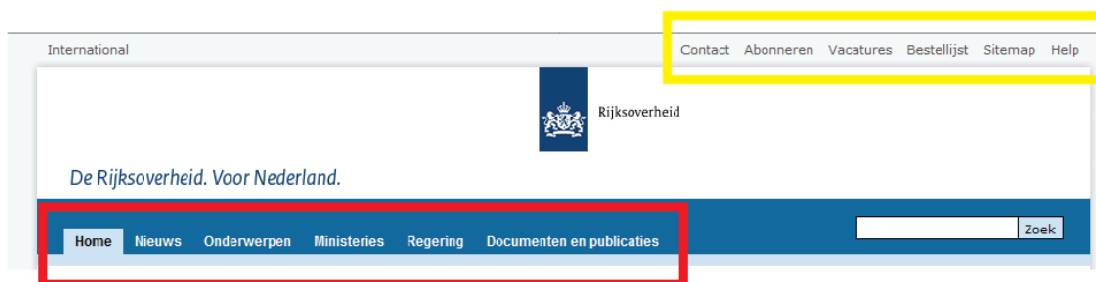 International Contact Abonneren Vacatures Bestellijst Sitemap Help
Rijksoverheid
De Rijksoverheid. Voor Nederland.
Home Nieuws Onderwerpen Ministeries Regering Documenten en publicaties Zoek